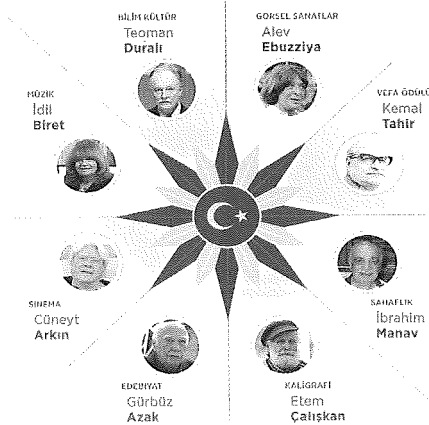 BİLİM KÜLTÜR
Teoman
Duralı
GÖRSEL SANATLAR
Alev
Ebuzziya
MÜZİK
İdil
Biret
VEFA ÖDÜLÜ
Kemal
Tahir
SİNEMA
Cüneyt
Arkın
SAHAFLIK
İbrahim
Manav
EDEBİYAT
Gürbüz
Azak
KALİGRAFİ
Etem
Çalışkan